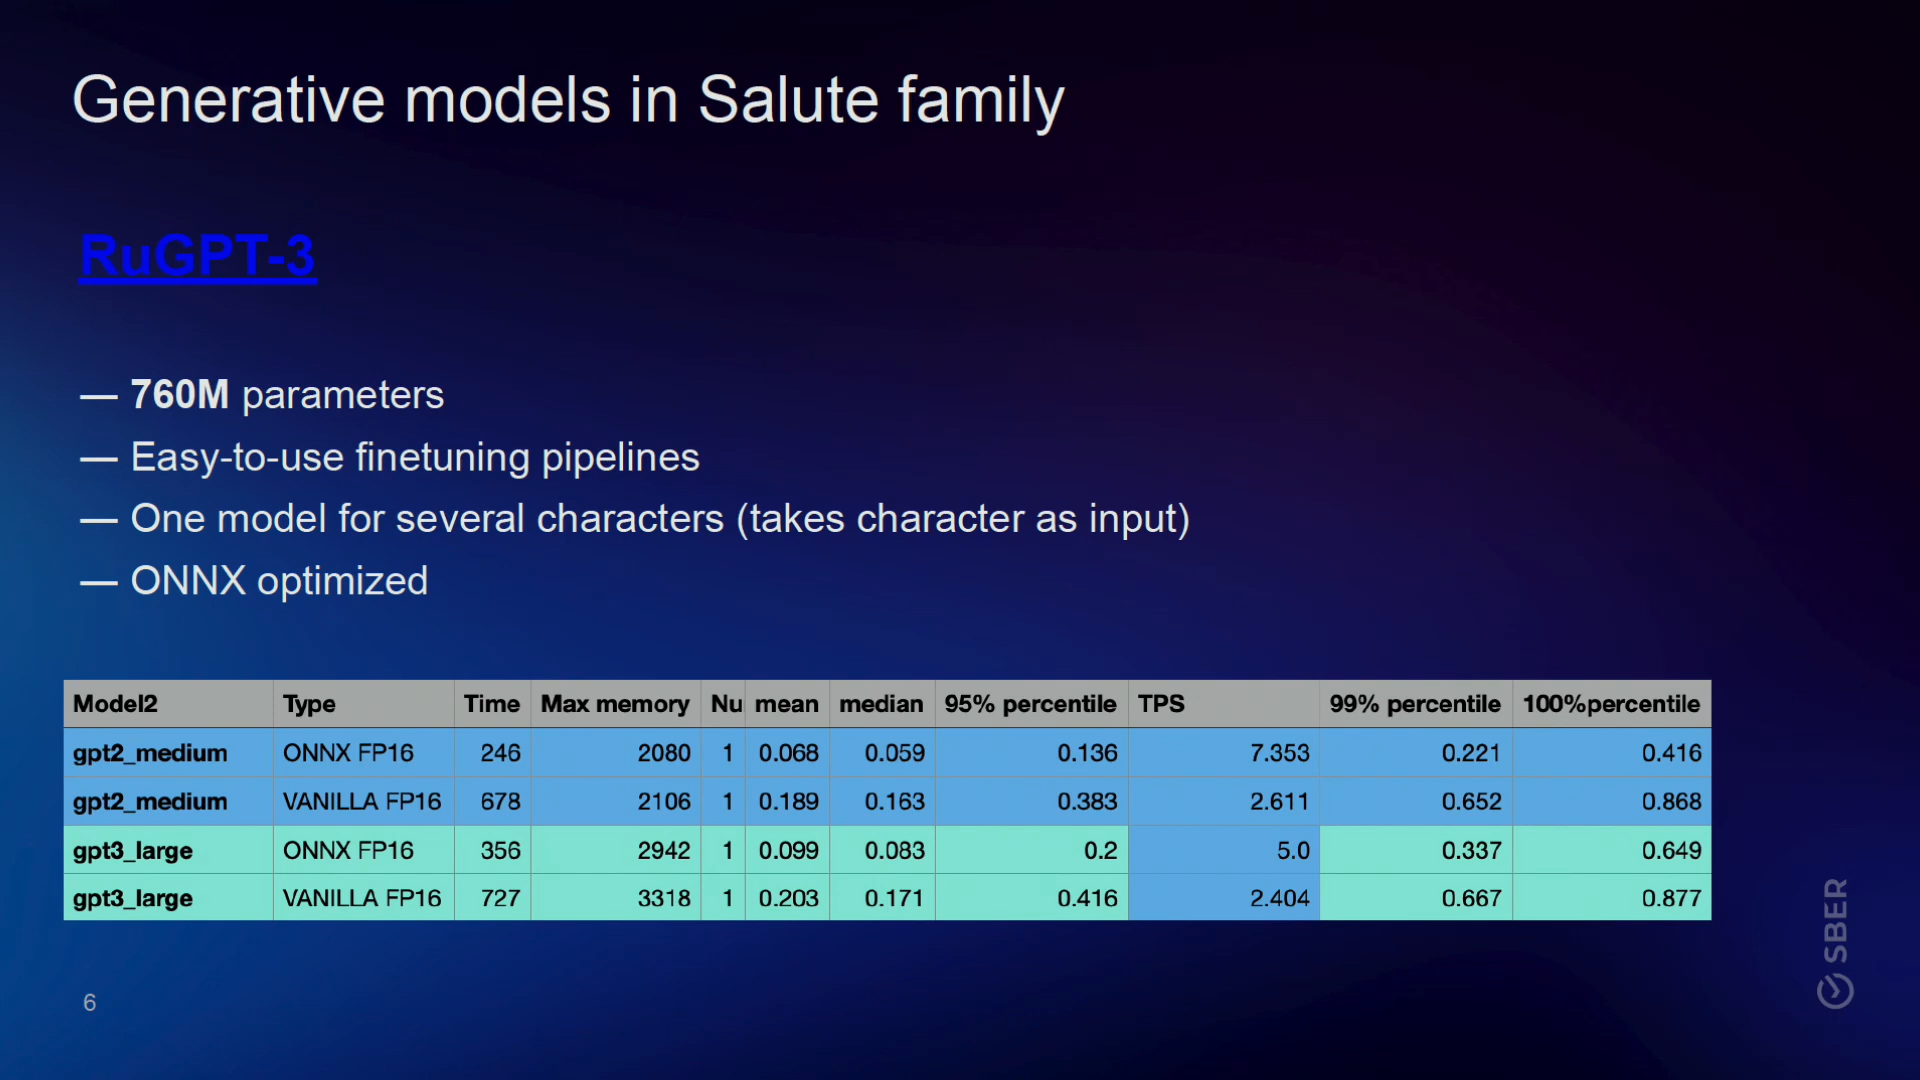 Generative models in Salute family
RuGPT-3
— 760M parameters
— Easy-to-use finetuning pipelines
— One model for several characters (takes character as input)
— ONNX optimized
Model2 Type Time Max memory Nu mean median 95% percentile TPS 99% percentile 100%percentile
gpt2_medium ONNX FP16 246 2080 1 0.068 0.059 0.136 7.353 0.221 0.416
gpt2_medium VANILLA FP16 678 2106 1 0.189 0.163 0.383 2.611 0.652 0.868
gpt3_large ONNX FP16 356 2942 1 0.099 0.083 0.2 5.0 0.337 0.649
gpt3_large VANILLA FP16 727 3318 1 0.203 0.171 0.416 2.404 0.667 0.877
SBER
6